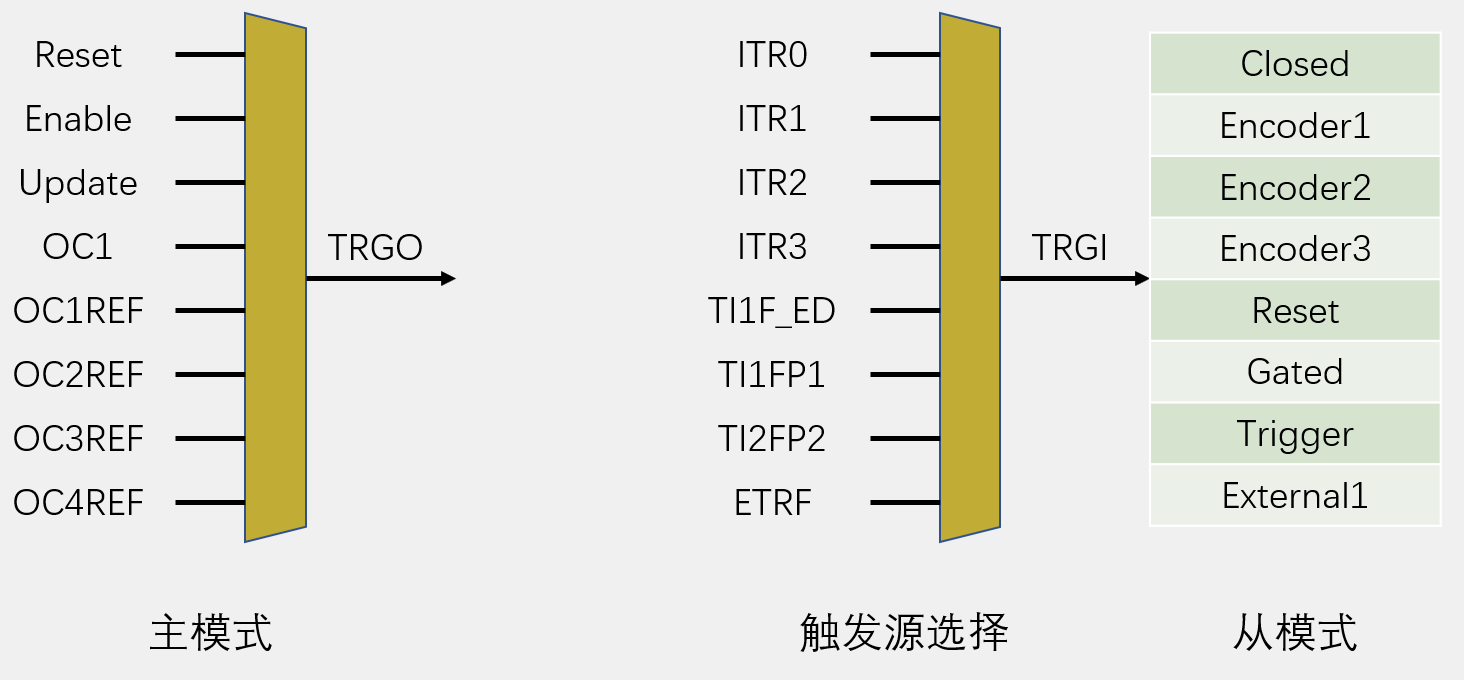 Reset
Enable
Update
OC1
OC1REF
OC2REF
OC3REF
OC4REF
TRGO
主模式
ITR0
ITR1
ITR2
ITR3
TI1F_ED
TI1FP1
TI2FP2
ETRF
TRGI
触发源选择
Closed
Encoder1
Encoder2
Encoder3
Reset
Gated
Trigger
External1
从模式